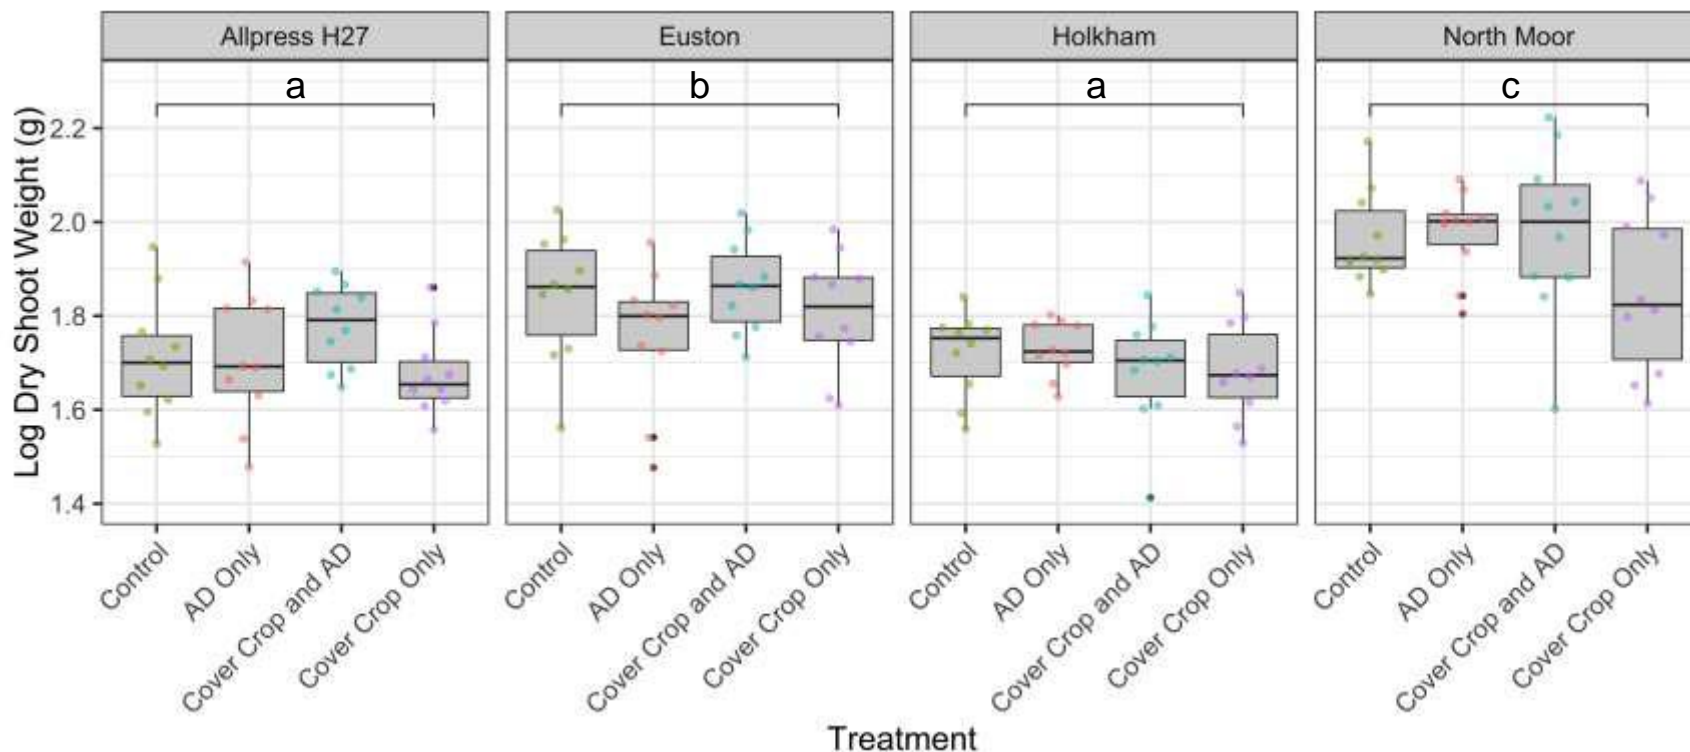 Allpress H27
Euston
Holkham
North Moor
a
b
a
c
Log Dry Shoot Weight (g)
2.2
2.0
1.8
1.6
1.4
Control
AD Only
Cover Crop and AD
Cover Crop Only
Control
AD Only
Cover Crop and AD
Cover Crop Only
Control
AD Only
Cover Crop and AD
Cover Crop Only
Control
AD Only
Cover Crop and AD
Cover Crop Only
Treatment